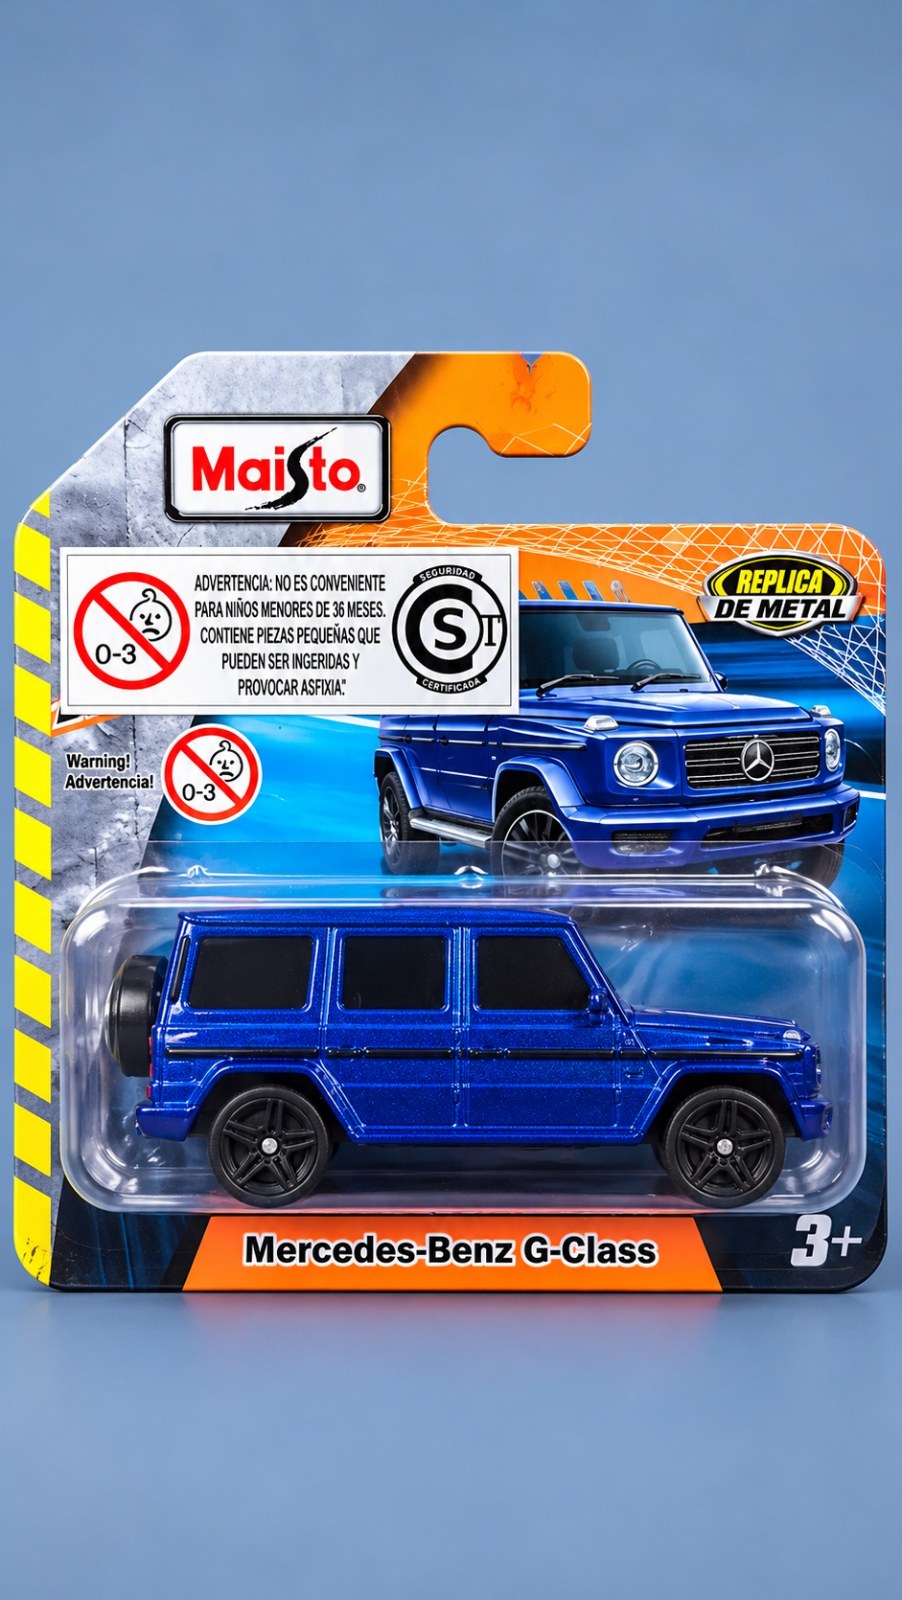 Maisto®
ADVERTENCIA: NO ES CONVENIENTE
PARA NIÑOS MENORES DE 36 MESES.
CONTIENE PIEZAS PEQUEÑAS QUE
PUEDEN SER INGERIDAS Y
PROVOCAR ASFIXIA."
0-3
SEGURIDAD
CST
CERTIFICADA
REPLICA
DE METAL
Warning!
Advertencia!
0-3
Mercedes-Benz G-Class
3+